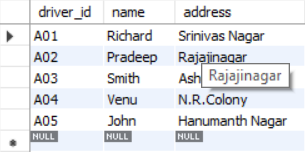 driver_id name address
A01 Richard Srinivas Nagar
A02 Pradeep Rajajinagar
A03 Smith Ash
Rajajinagar
A04 Venu N.R.Colony
A05 John Hanumanth Nagar
NULL NULL NULL